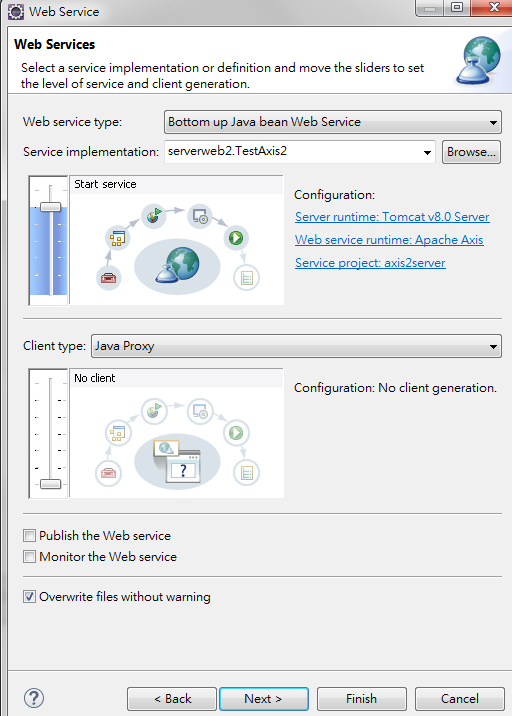 Web Service
Web Services
Select a service implementation or definition and move the sliders to set
the level of service and client generation.
Web service type: Bottom up Java bean Web Service
Service implementation: serverweb2.TestAxis2 Browse...
Start service
Configuration:
Server runtime: Tomcat v8.0 Server
Web service runtime: Apache Axis
Service project: axis2server
Client type: Java Proxy
No client
Configuration: No client generation.
?
Publish the Web service
Monitor the Web service
Overwrite files without warning
? < Back Next > Finish Cancel